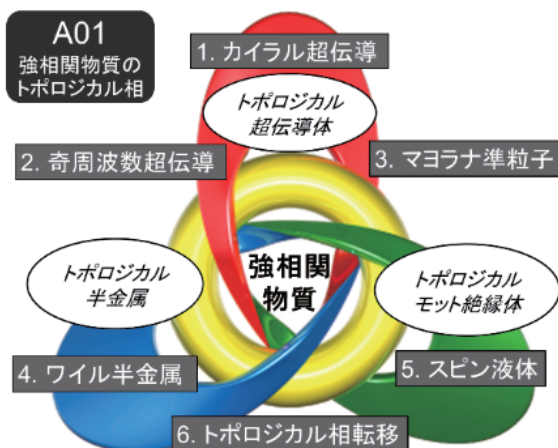 A01
強相関物質の
トポロジカル相
1. カイラル超伝導
トポロジカル
超伝導体
2. 奇周波数超伝導
3. マヨラナ準粒子
トポロジカル
半金属
強相関
物質
トポロジカル
モット絶縁体
4. ワイル半金属
5. スピン液体
6. トポロジカル相転移